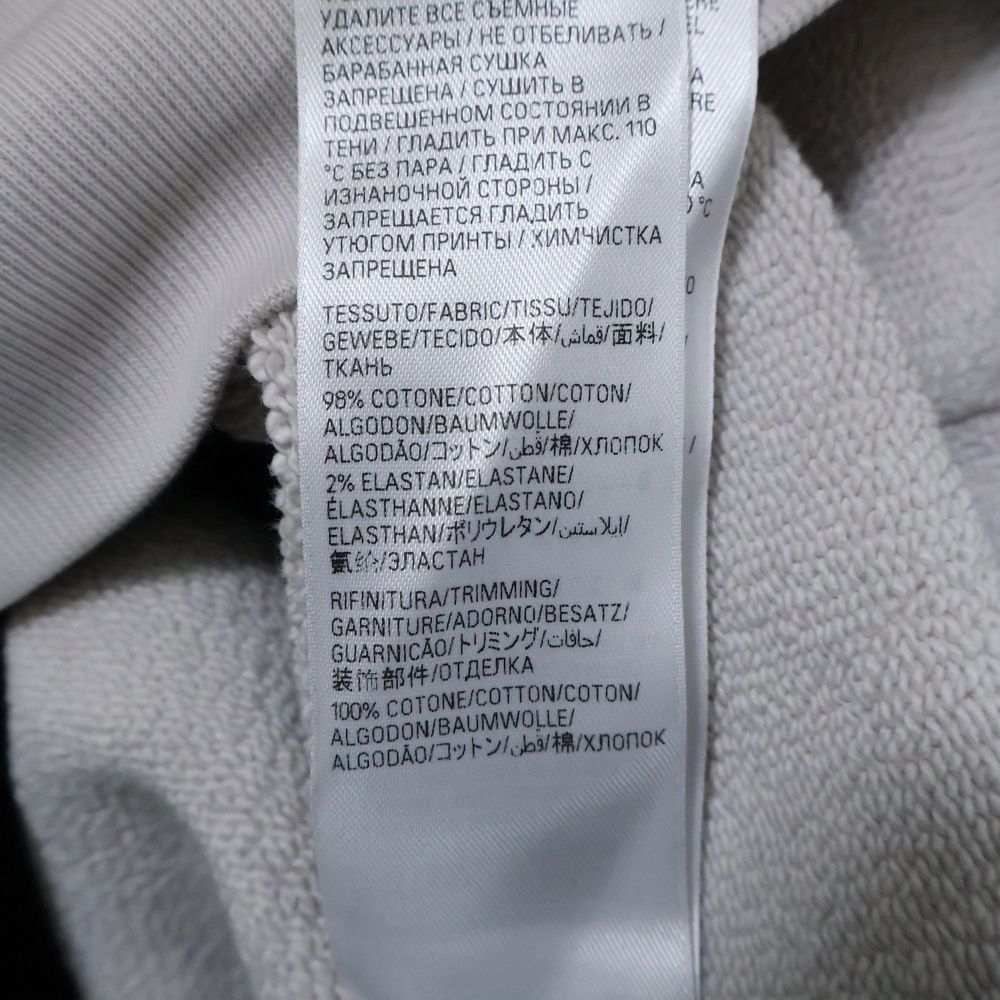 УДАЛИТЕ ВСЕ СЪЕМНЫЕ
АКСЕССУАРЫ / НЕ ОТБЕЛИВАТЬ /
БАРАБАННАЯ СУШКА
ЗАПРЕЩЕНА / СУШИТЬ В
ПОДВЕШЕННОМ СОСТОЯНИИ В
ТЕНИ / ГЛАДИТЬ ПРИ МАКС. 110
°C БЕЗ ПАРА / ГЛАДИТЬ С
ИЗНАНОЧНОЙ СТОРОНЫ /
ЗАПРЕЩАЕТСЯ ГЛАДИТЬ
УТЮГОМ ПРИНТЫ / ХИМЧИСТКА
ЗАПРЕЩЕНА
TESSUTO/FABRIC/TISSU/TEJIDO/
GEWEBE/TECIDO/本体/قماش/面料/
ТКАНЬ
98% COTONE/COTTON/COTON/
ALGODON/BAUMWOLLE/
ALGODÃO/コットン/قطن/棉/ХЛОПОК
2% ELASTAN/ELASTANE/
ÉLASTHANNE/ELASTANO/
ELASTHAN/ポリウレタン/إيلاستين/
氨纶/ЭЛАСТАН
RIFINITURA/TRIMMING/
GARNITURE/ADORNO/BESATZ/
GUARNICÃO/トリミング/حافات/
装饰部件/ОТДЕЛКА
100% COTONE/COTTON/COTON/
ALGODON/BAUMWOLLE/
ALGODÃO/コットン/قطن/棉/ХЛОПОК